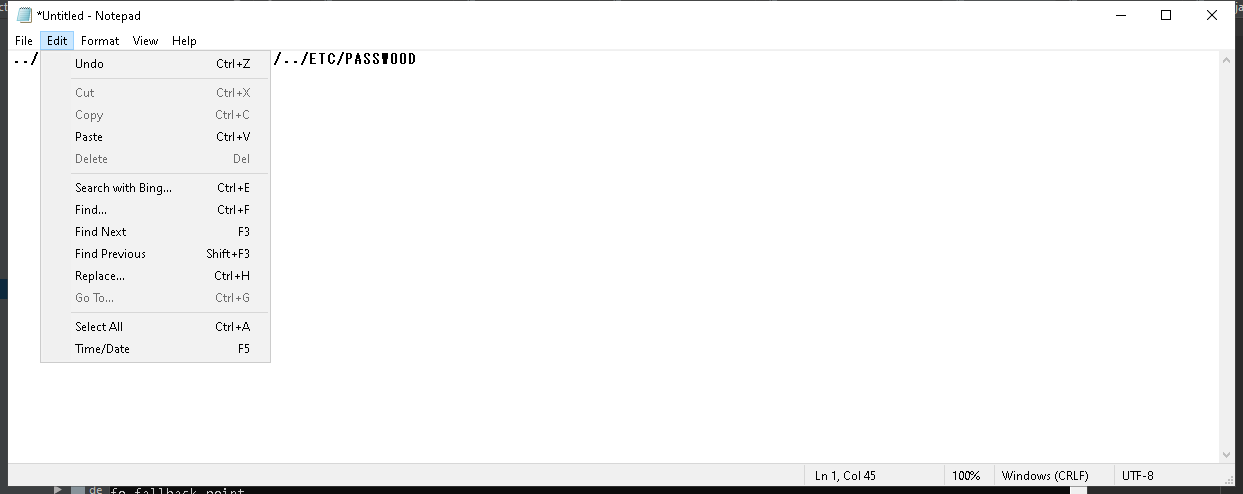 *Untitled - Notepad
File Edit Format View Help
../ /../ETC/PASSWOOD
Undo Ctrl+Z
Cut Ctrl+X
Copy Ctrl+C
Paste Ctrl+V
Delete Del
Search with Bing... Ctrl+E
Find... Ctrl+F
Find Next F3
Find Previous Shift+F3
Replace... Ctrl+H
Go To... Ctrl+G
Select All Ctrl+A
Time/Date F5
Ln 1, Col 45 100% Windows (CRLF) UTF-8
de fo fallback point